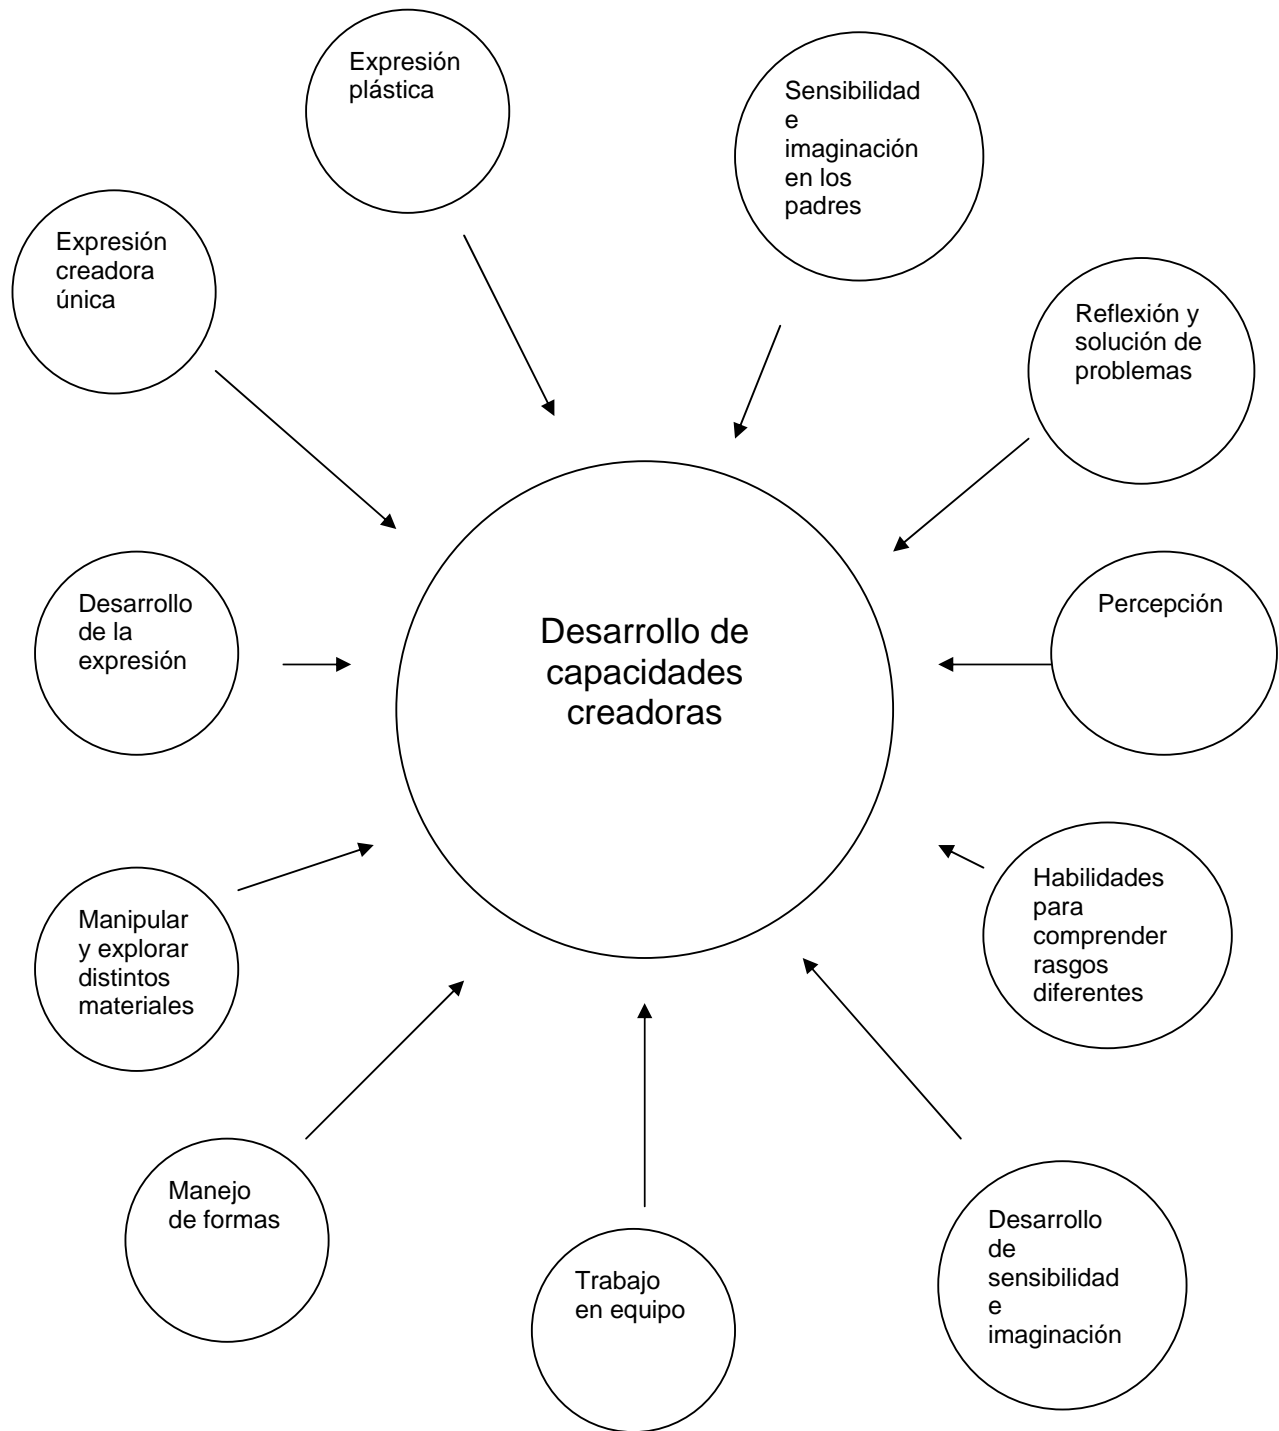 Expresión
plástica
Sensibilidad
e
imaginación
en los
padres
Expresión
creadora
única
Reflexión y
solución de
problemas
Desarrollo
de la
expresión
Percepción
Desarrollo de
capacidades
creadoras
Manipular
y explorar
distintos
materiales
Habilidades
para
comprender
rasgos
diferentes
Manejo
de formas
Trabajo
en equipo
Desarrollo
de
sensibilidad
e
imaginación